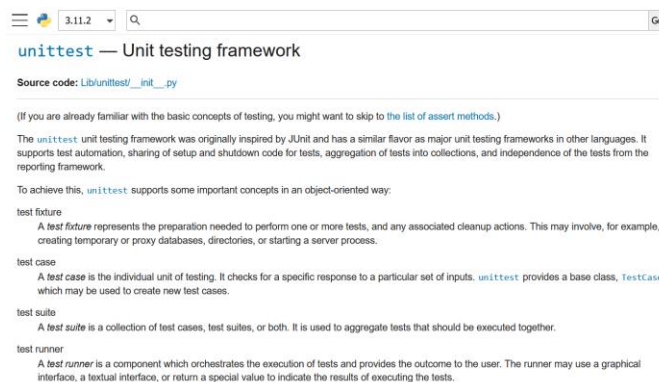 3.11.2
unittest — Unit testing framework
Source code: Lib/unittest/__init__.py
(If you are already familiar with the basic concepts of testing, you might want to skip to the list of assert methods.)
The unittest unit testing framework was originally inspired by JUnit and has a similar flavor as major unit testing frameworks in other languages. It
supports test automation, sharing of setup and shutdown code for tests, aggregation of tests into collections, and independence of the tests from the
reporting framework.
To achieve this, unittest supports some important concepts in an object-oriented way:
test fixture
A test fixture represents the preparation needed to perform one or more tests, and any associated cleanup actions. This may involve, for example,
creating temporary or proxy databases, directories, or starting a server process.
test case
A test case is the individual unit of testing. It checks for a specific response to a particular set of inputs. unittest provides a base class, TestCase
which may be used to create new test cases.
test suite
A test suite is a collection of test cases, test suites, or both. It is used to aggregate tests that should be executed together.
test runner
A test runner is a component which orchestrates the execution of tests and provides the outcome to the user. The runner may use a graphical
interface, a textual interface, or return a special value to indicate the results of executing the tests.